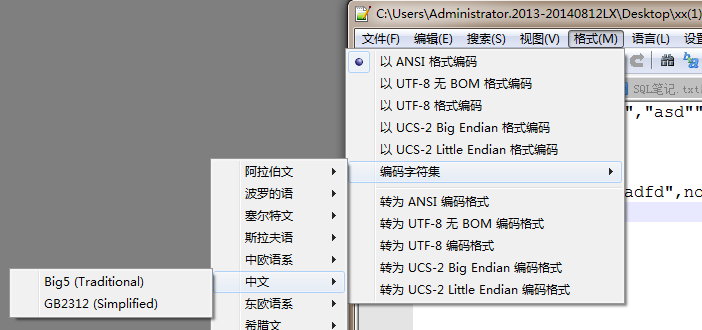 C:\Users\Administrator.2013-20140812LX\Desktop\xx(1)
文件(F) 编辑(E) 搜索(S) 视图(V) 格式(M) 语言(L) 设置
以 ANSI 格式编码
以 UTF-8 无 BOM 格式编码
以 UTF-8 格式编码
以 UCS-2 Big Endian 格式编码
以 UCS-2 Little Endian 格式编码
编码字符集
转为 ANSI 编码格式
转为 UTF-8 无 BOM 编码格式
转为 UTF-8 编码格式
转为 UCS-2 Big Endian 编码格式
转为 UCS-2 Little Endian 编码格式
SQL笔记.txt
","asd""
adfd",no
阿拉伯文
波罗的语
塞尔特文
斯拉夫语
中欧语系
中文
东欧语系
希腊文
Big5 (Traditional)
GB2312 (Simplified)